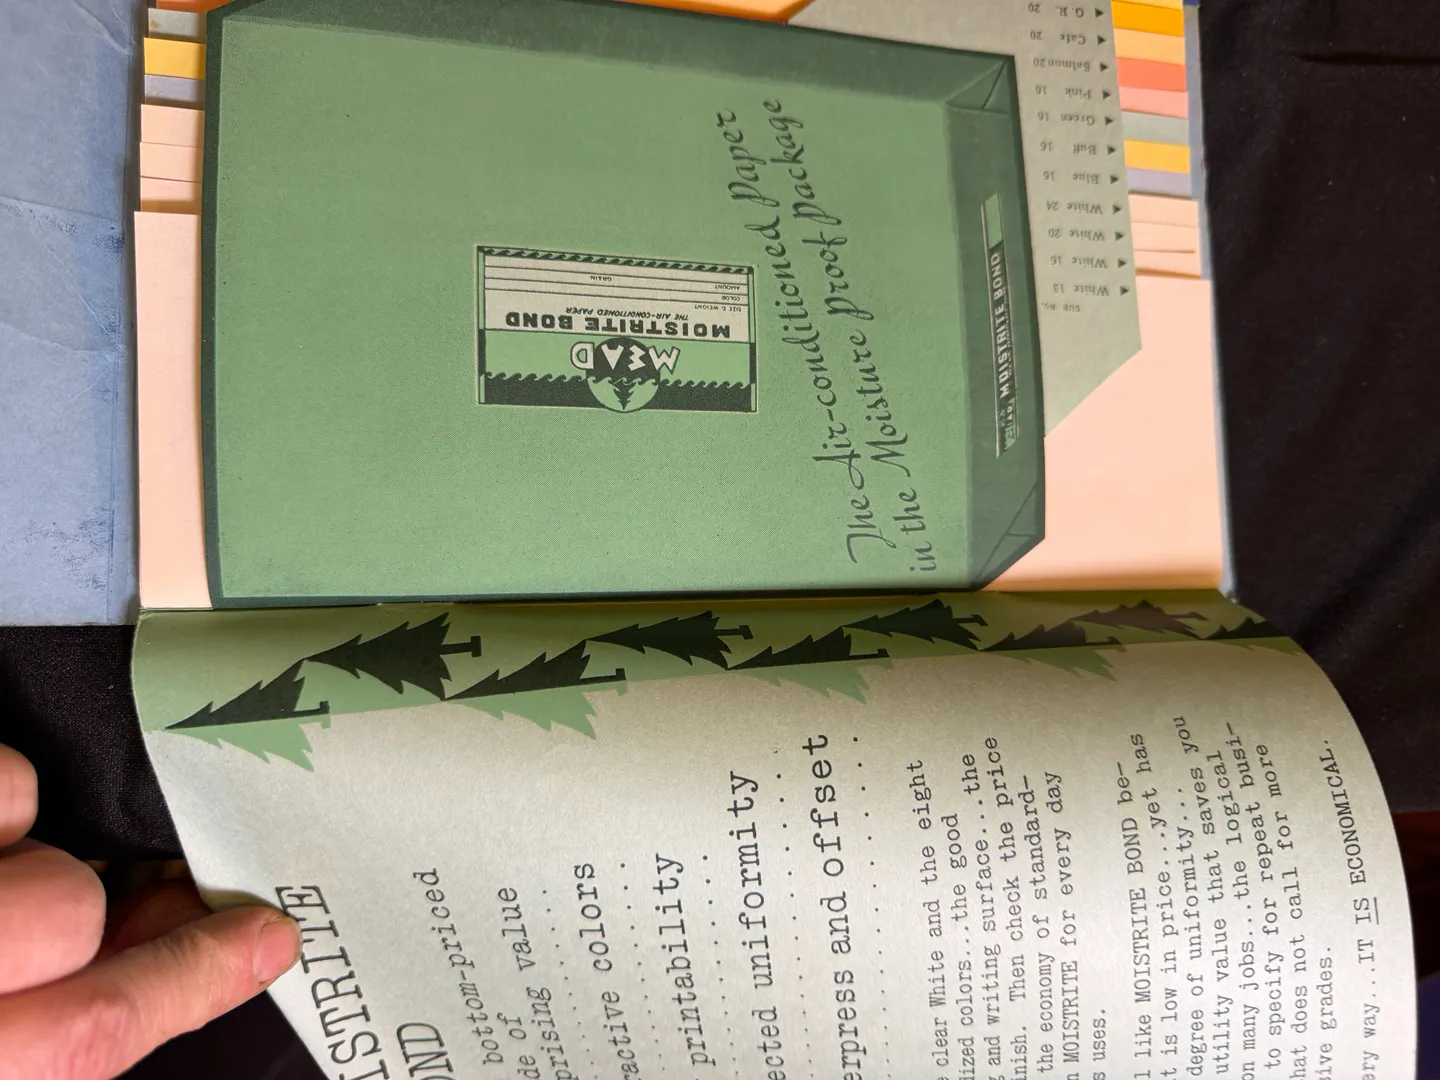 ISTRITE
OND
bottom-priced
de of value
prising
ractive colors
printability
ected uniformity
erpress and offset
clear White and the eight
dized colors...the good
g and writing surface...the
inish. Then check the price
the economy of standard-
n MOISTRITE for every day
s uses.
l like MOISTRITE BOND be-
t is low in price...yet has
degree of uniformity...
utility value that saves you
on many jobs...the logical
to specify for repeat busi-
hat does not call for more
ive grades.
ery way...IT IS ECONOMICAL.
The Air-conditioned Paper
in the Moisture Proof Package
MEAD
MOISTRITE BOND
THE AIR-CONDITIONED PAPER
SIZE & WEIGHT
COLOR
AMOUNT
GRAIN
MEAD
MOISTRITE BOND
SUB NO.
White 13
White 16
White 20
White 24
Blue 16
Buff 16
Green 16
Pink 16
Salmon 20
Cafe 20
G. R. 20